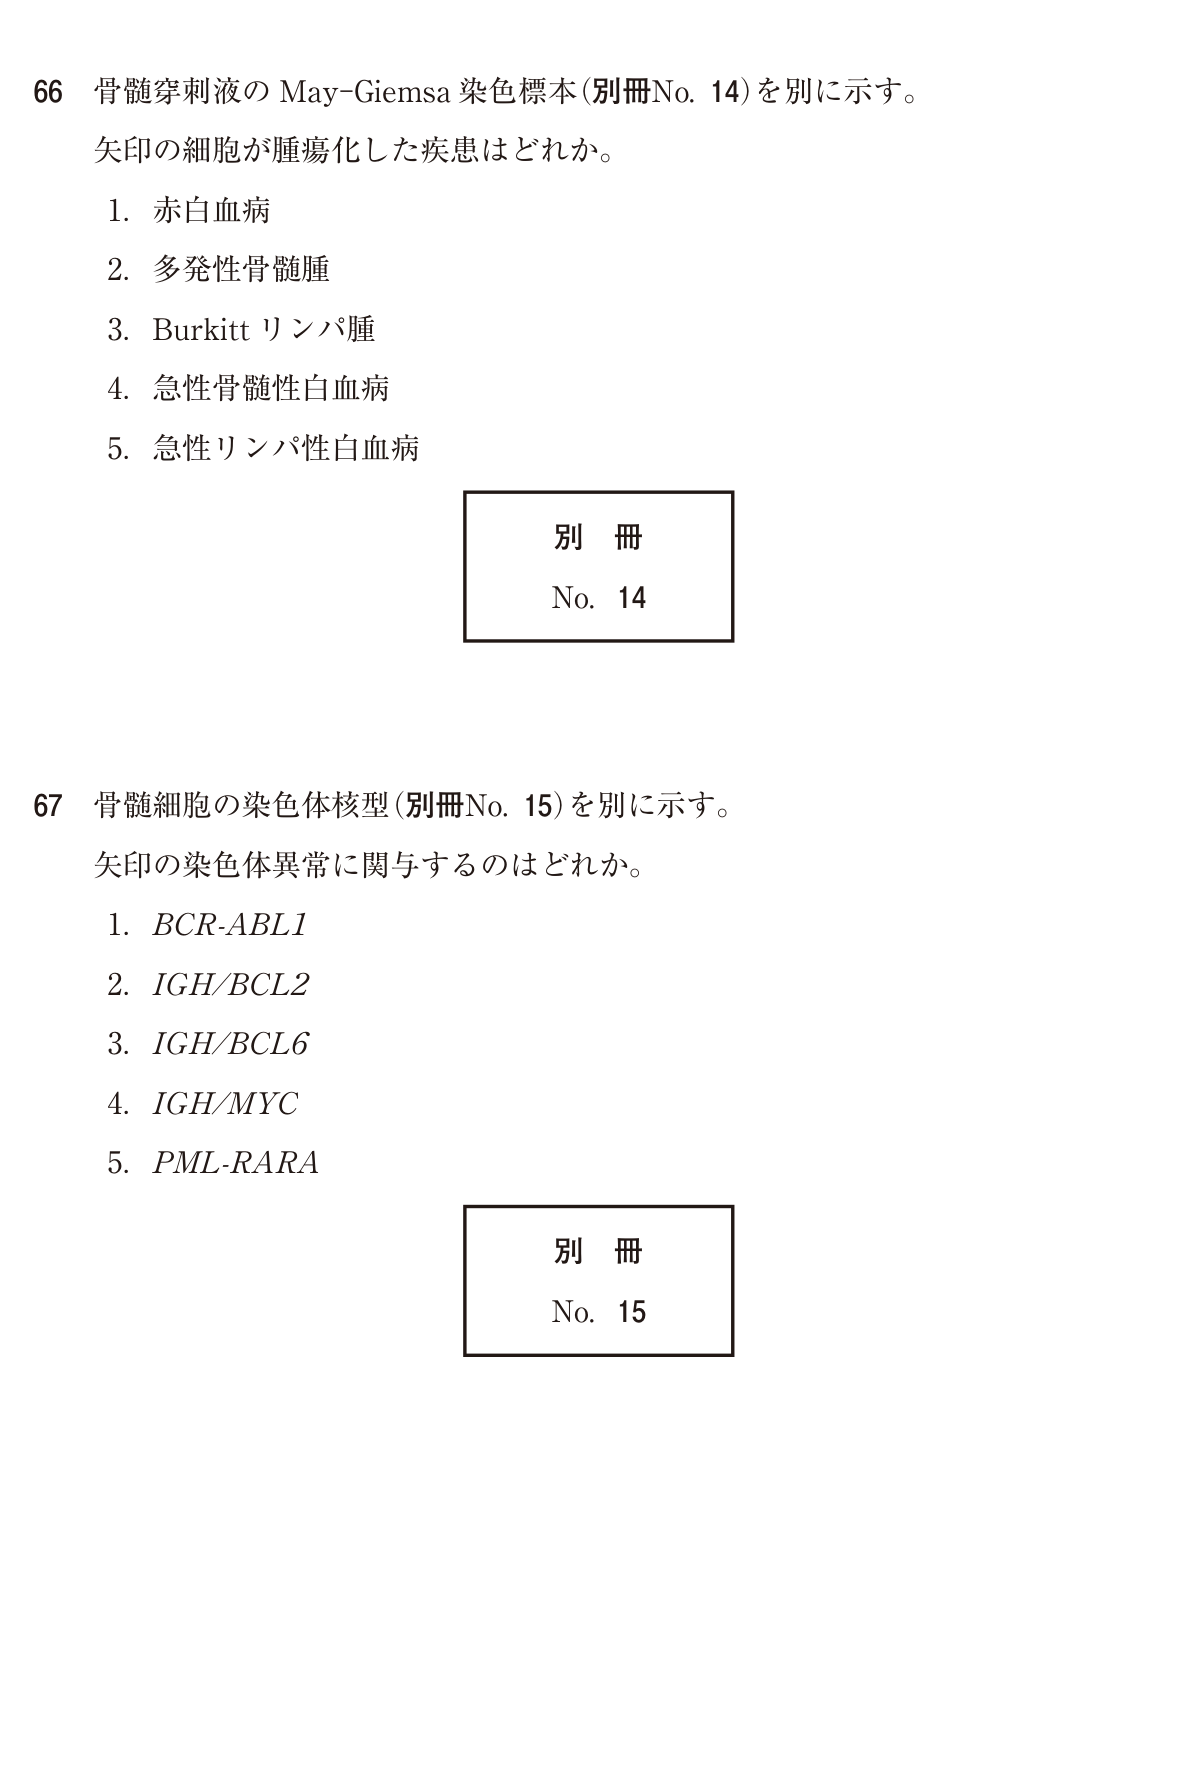 66 骨髄穿刺液の May-Giemsa 染色標本(別冊No. 14)を別に示す。
矢印の細胞が腫瘍化した疾患はどれか。
1. 赤白血病
2. 多発性骨髄腫
3. Burkitt リンパ腫
4. 急性骨髄性白血病
5. 急性リンパ性白血病
別 冊
No. 14
67 骨髄細胞の染色体核型(別冊No. 15)を別に示す。
矢印の染色体異常に関与するのはどれか。
1. BCR-ABL1
2. IGH/BCL2
3. IGH/BCL6
4. IGH/MYC
5. PML-RARA
別 冊
No. 15